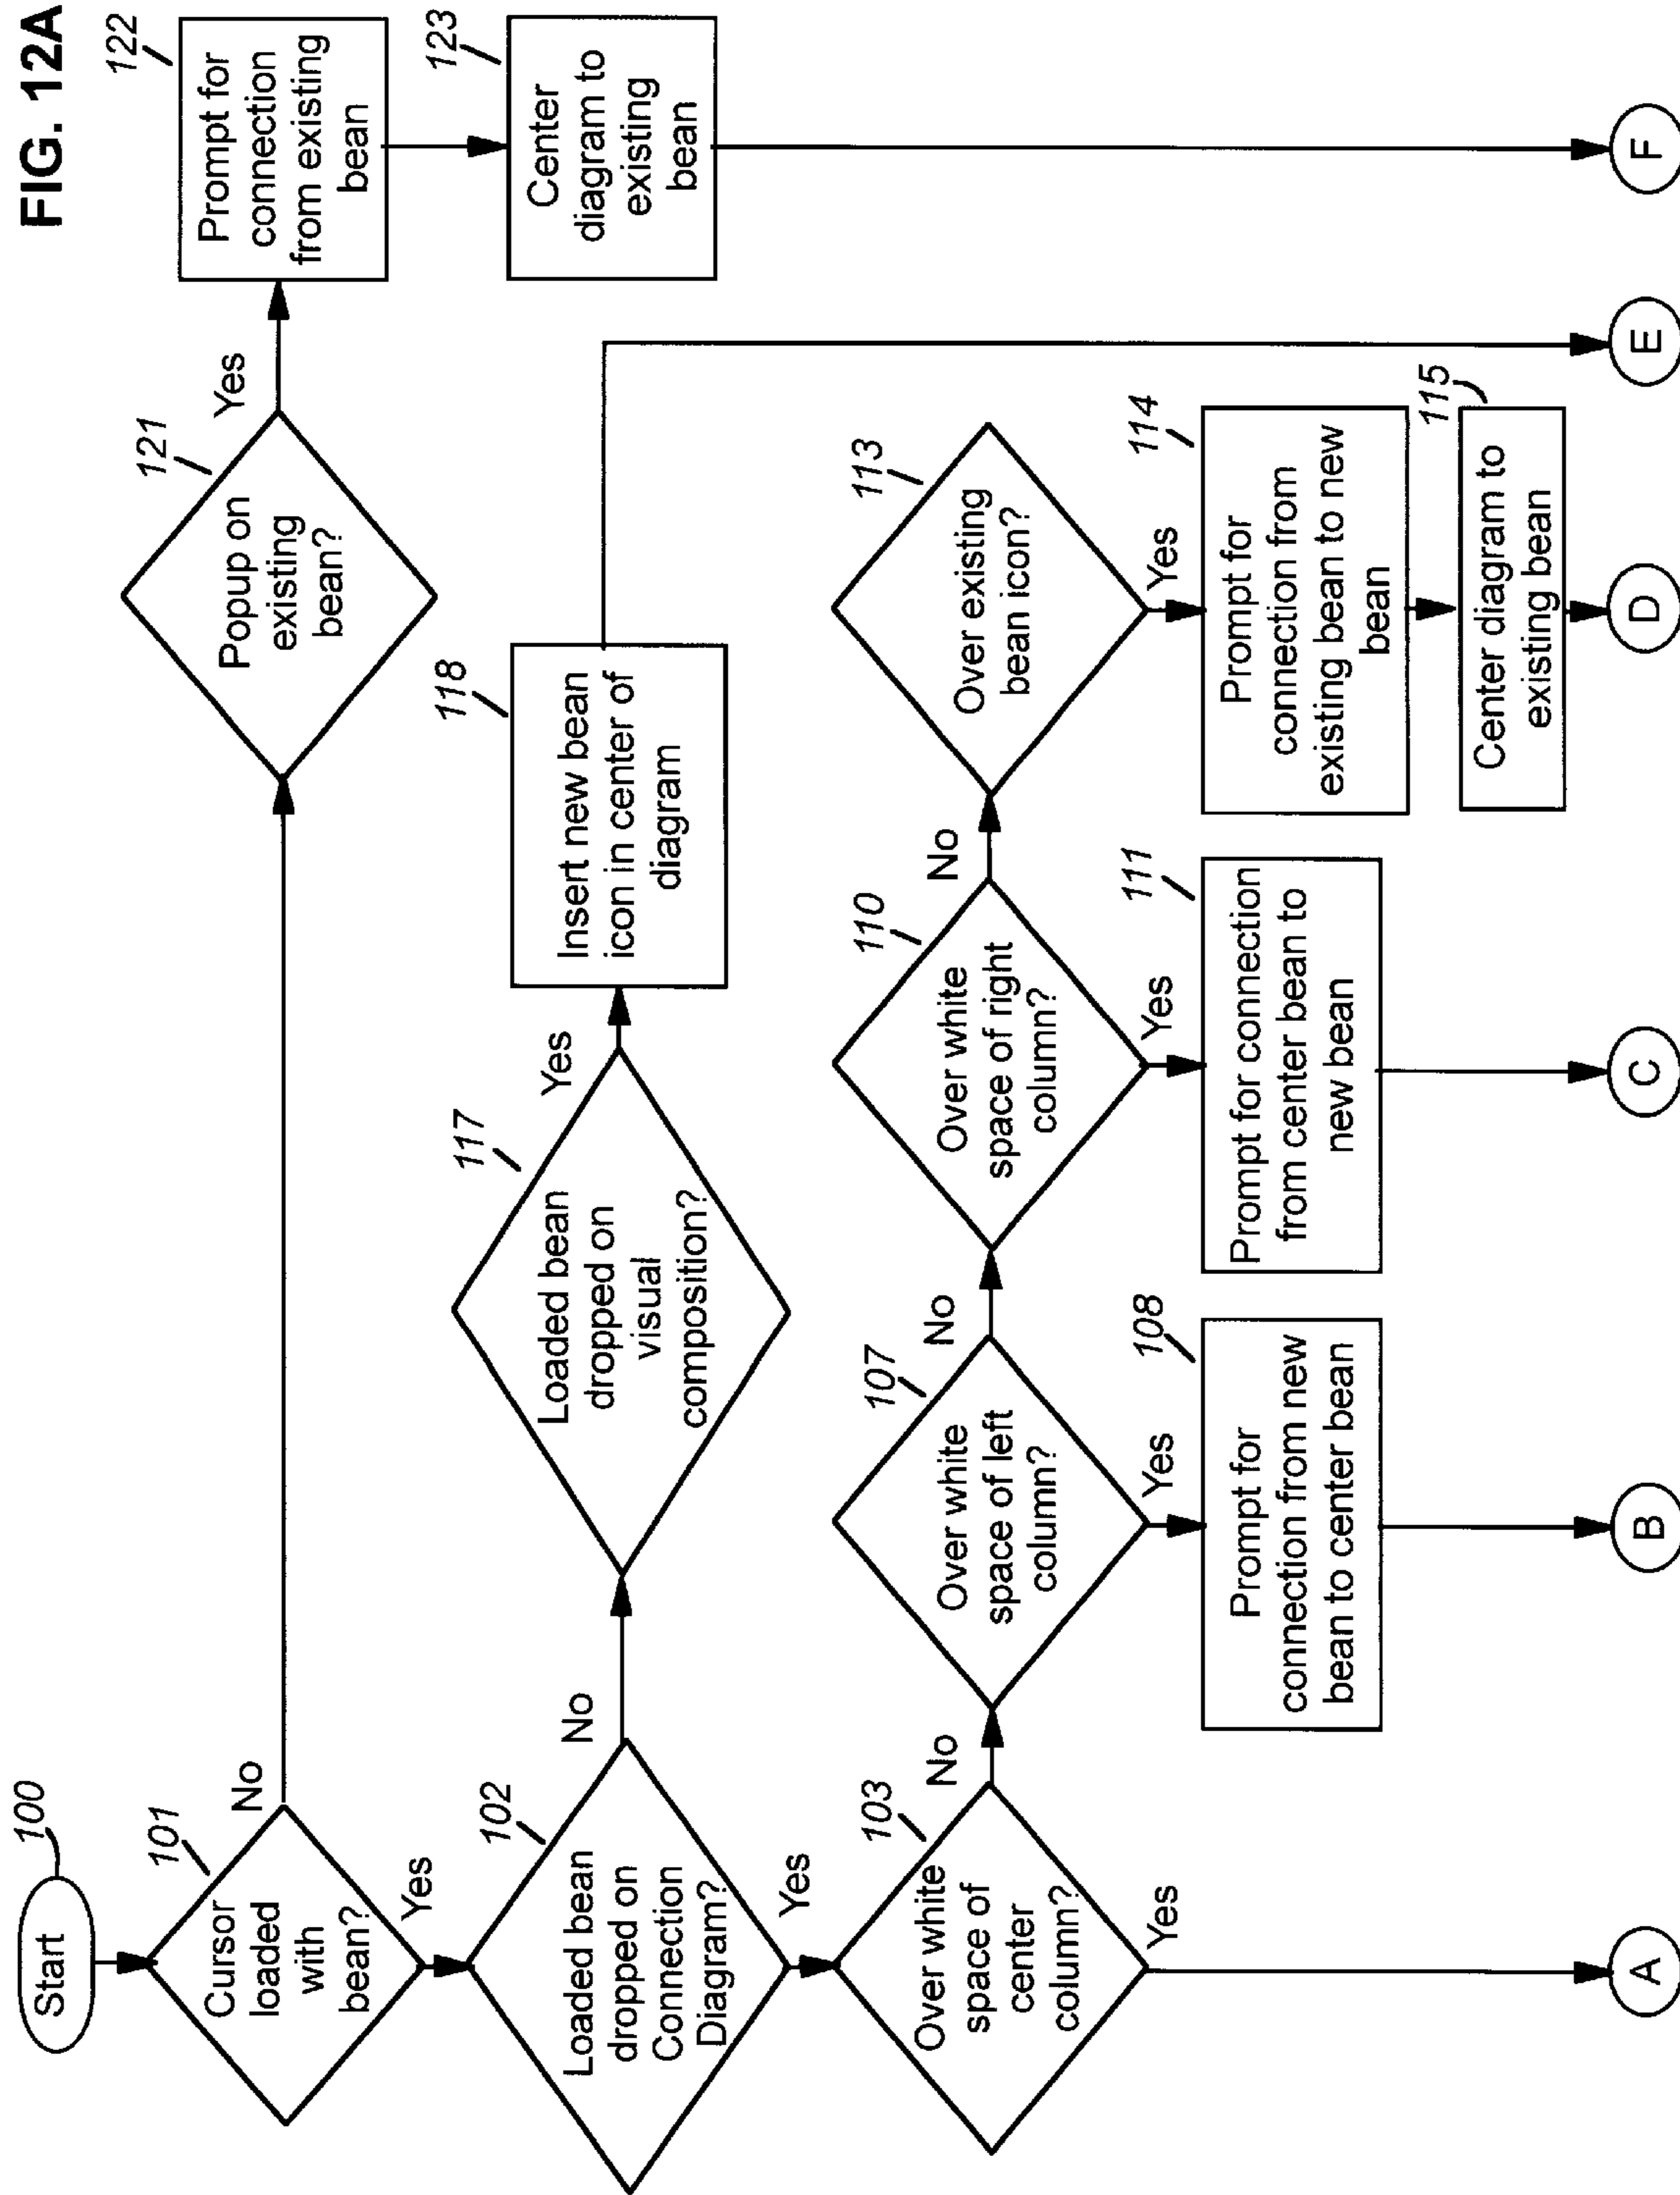 FIG. 12A
Start
100
Cursor
loaded
with
bean?
101
No
Yes
Popup on
existing
bean?
121
Yes
Prompt for
connection
from existing
bean
122
Center
diagram to
existing
bean
123
Loaded bean
dropped on
Connection
Diagram?
102
No
Yes
Loaded bean
dropped on
visual
composition?
117
Yes
Insert new bean
icon in center of
diagram
118
Over white
space of
center
column?
103
No
Yes
Over white
space of left
column?
107
No
Yes
Over white
space of right
column?
110
No
Yes
Over existing
bean icon?
113
Yes
Prompt for
connection from new
bean to center bean
108
Prompt for connection
from center bean to
new bean
111
Prompt for
connection from
existing bean to new
bean
114
Center diagram to
existing bean
115
A
B
C
D
E
F